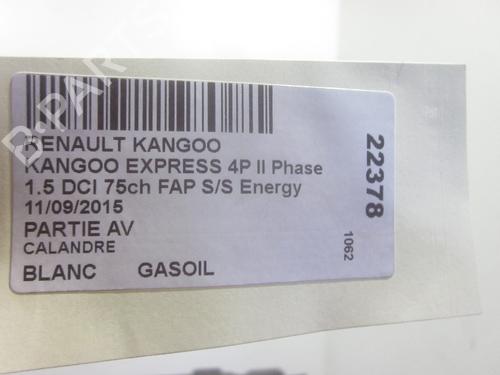 RENAULT KANGOO
KANGOO EXPRESS 4P II Phase
1.5 DCI 75ch FAP S/S Energy
11/09/2015
PARTIE AV
CALANDRE
BLANC GASOIL
22378
1062
B-PARTS